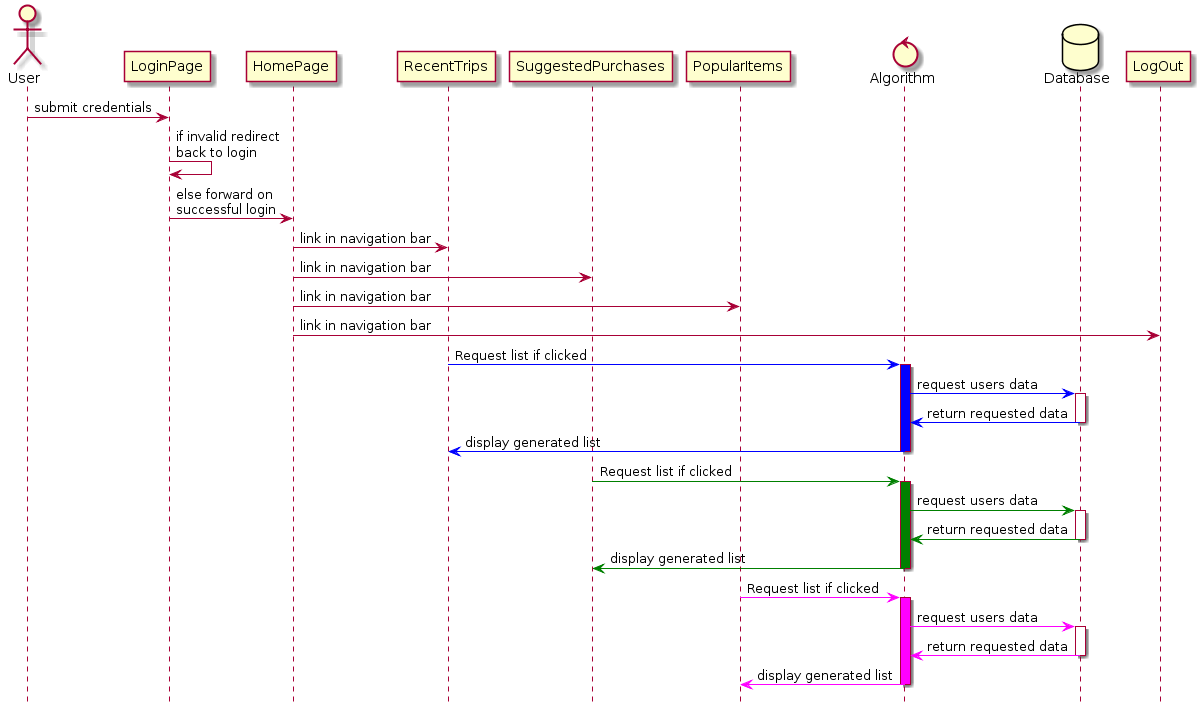 User
LoginPage
HomePage
RecentTrips
SuggestedPurchases
PopularItems
Algorithm
Database
LogOut
submit credentials
if invalid redirect
back to login
else forward on
successful login
link in navigation bar
link in navigation bar
link in navigation bar
link in navigation bar
Request list if clicked
request users data
return requested data
display generated list
Request list if clicked
request users data
return requested data
display generated list
Request list if clicked
request users data
return requested data
display generated list